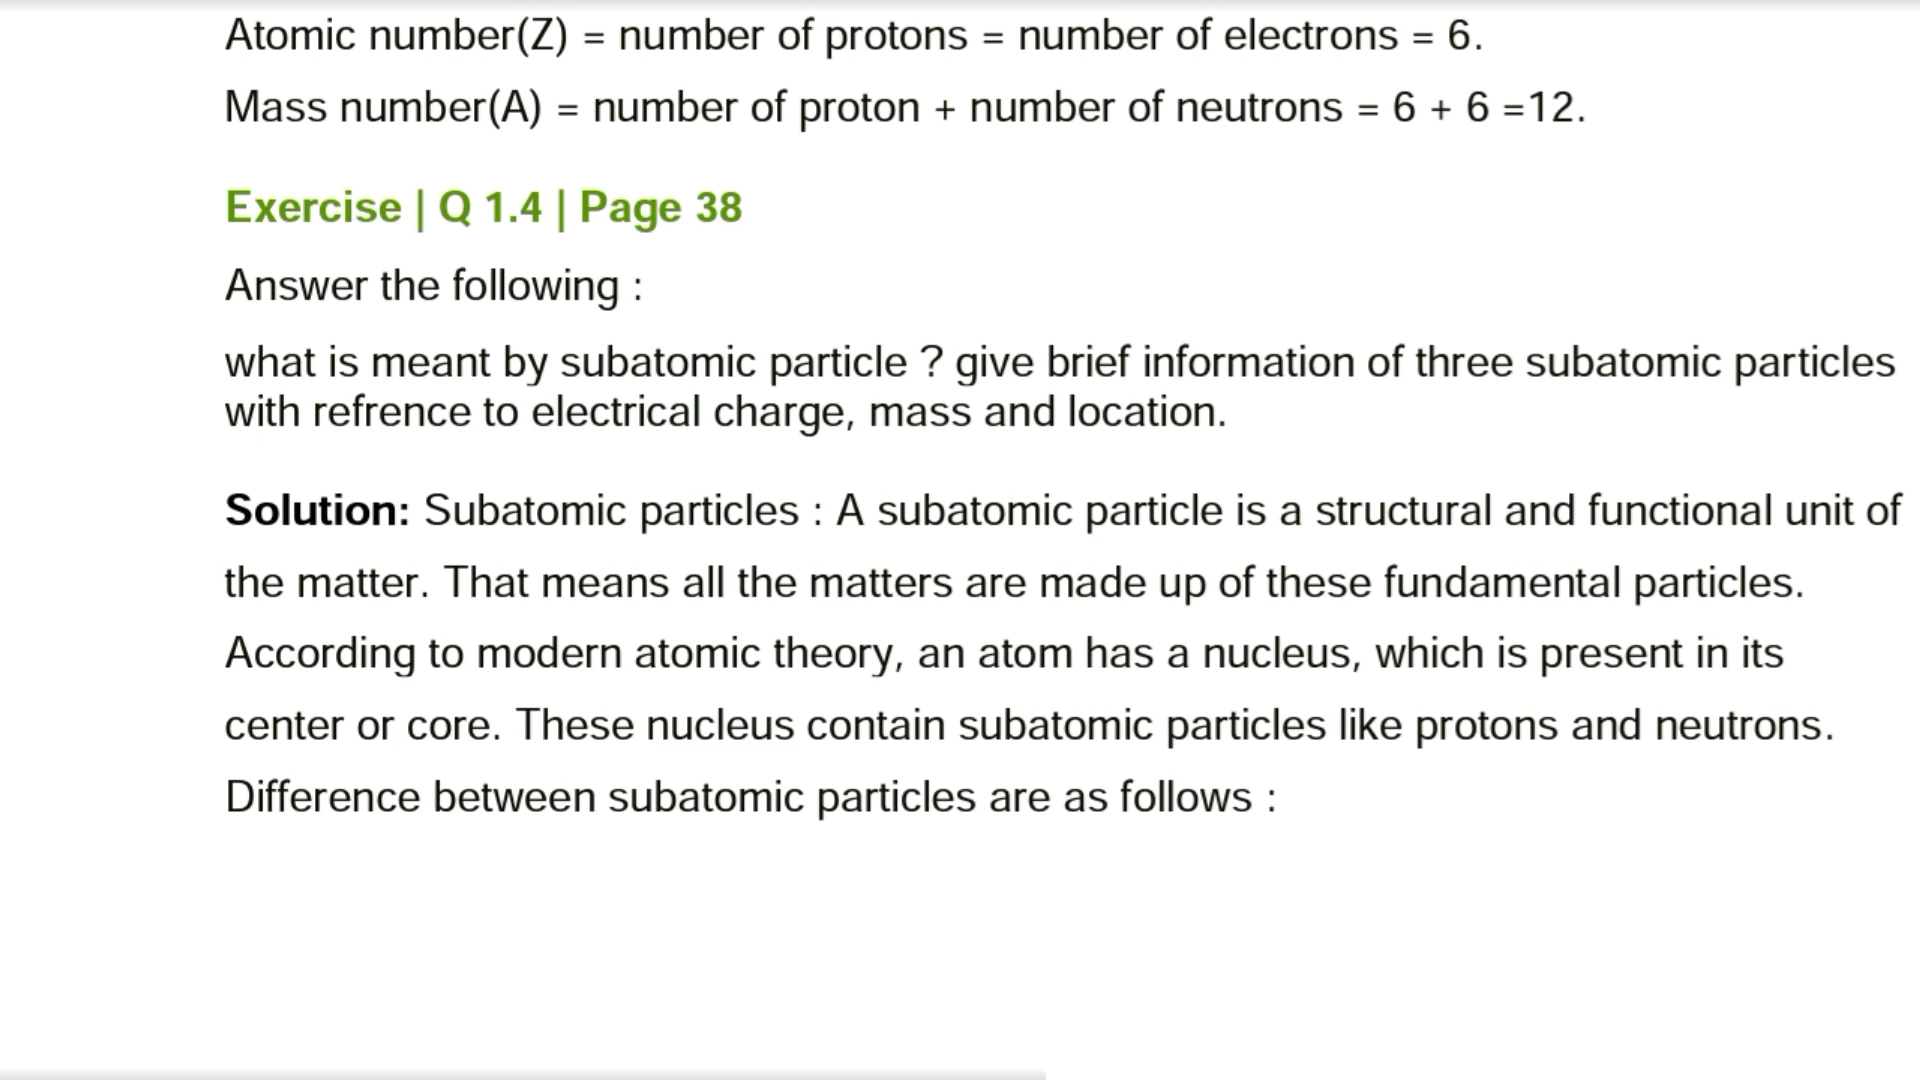 Atomic number(Z) = number of protons = number of electrons = 6.
Mass number(A) = number of proton + number of neutrons = 6 + 6 =12.
Exercise | Q 1.4 | Page 38
Answer the following :
what is meant by subatomic particle ? give brief information of three subatomic particles
with refrence to electrical charge, mass and location.
Solution: Subatomic particles : A subatomic particle is a structural and functional unit of
the matter. That means all the matters are made up of these fundamental particles.
According to modern atomic theory, an atom has a nucleus, which is present in its
center or core. These nucleus contain subatomic particles like protons and neutrons.
Difference between subatomic particles are as follows :